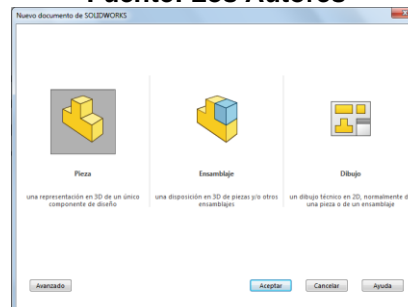 Fuente: Los Autores
Nuevo documento de SOLIDWORKS
Pieza
una representación en 3D de un único
componente de diseño
Ensamblaje
una disposición en 3D de piezas y/o otros
ensamblajes
Dibujo
un dibujo técnico en 2D, normalmente d
una pieza o de un ensamblaje
Avanzado
Aceptar
Cancelar
Ayuda